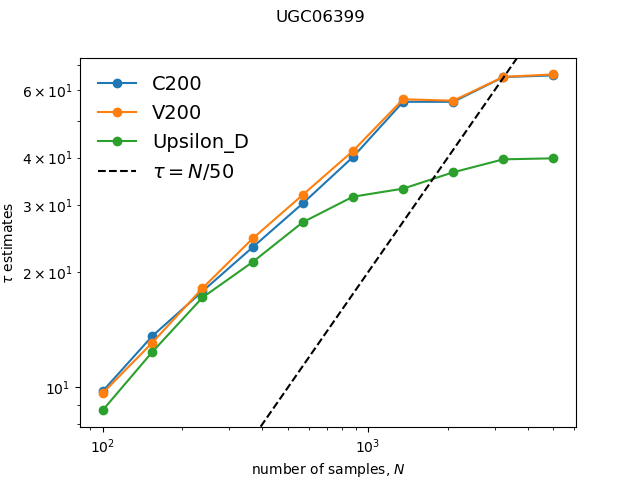 UGC06399
C200
V200
Upsilon_D
τ = N/50
6 × 10¹
4 × 10¹
3 × 10¹
2 × 10¹
10¹
τ estimates
10²
10³
number of samples, N